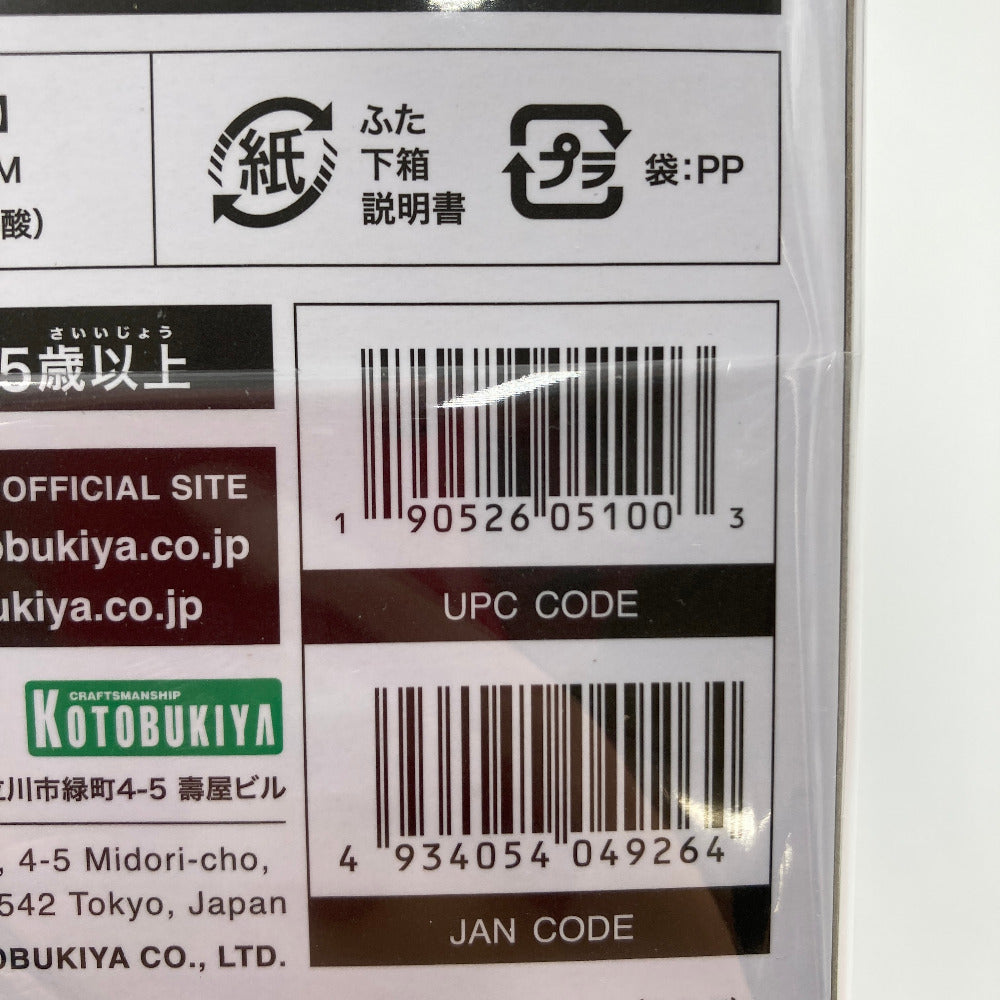 】
M
酸)
紙
ふた
下箱
説明書
プラ
袋:PP
さいいじょう
5歳以上
OFFICIAL SITE
obukiya.co.jp
ukiya.co.jp
CRAFTSMANSHIP
KOTOBUKIYA
川市緑町4-5 壽屋ビル
, 4-5 Midori-cho,
542 Tokyo, Japan
OBUKIYA CO., LTD.
1 90526 05100 3
UPC CODE
4 934054 049264
JAN CODE